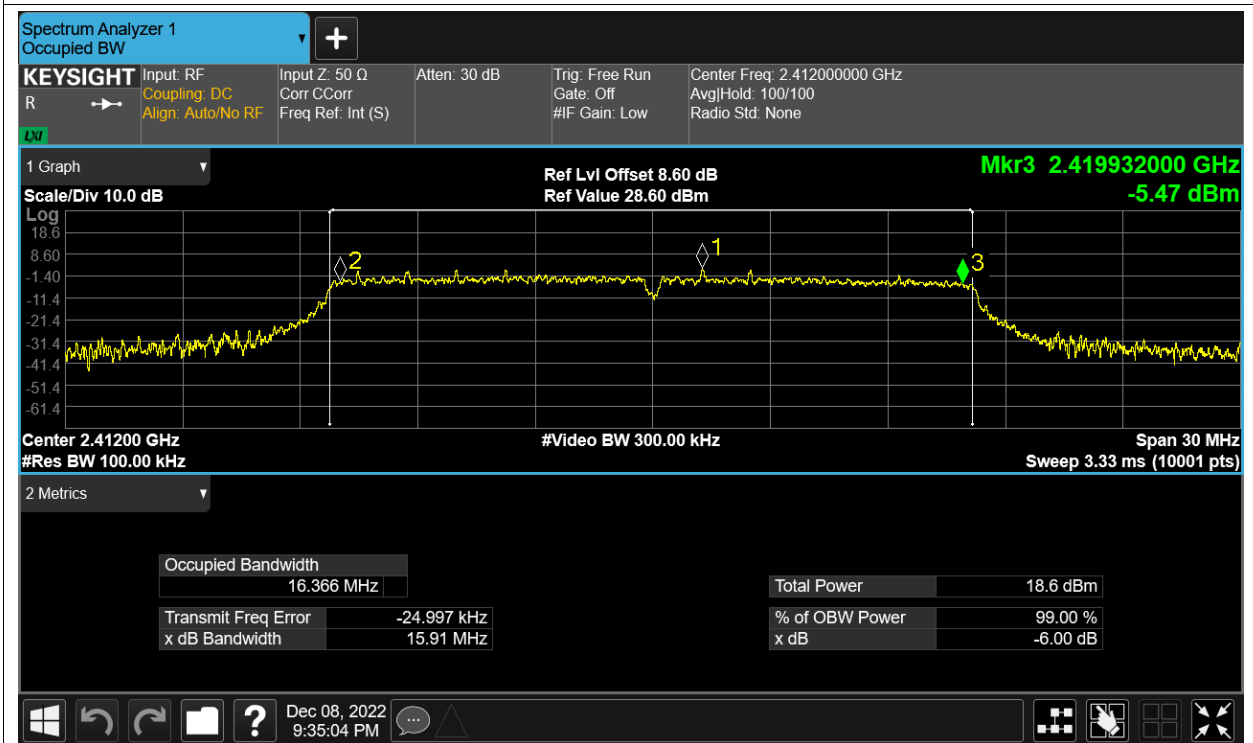 Spectrum Analyzer 1
Occupied BW
KEYSIGHT
R
LXI
Input: RF
Coupling: DC
Align: Auto/No RF
Input Z: 50 Ω
Corr CCorr
Freq Ref: Int (S)
Atten: 30 dB
Trig: Free Run
Gate: Off
#IF Gain: Low
Center Freq: 2.412000000 GHz
Avg|Hold: 100/100
Radio Std: None
1 Graph
Scale/Div 10.0 dB
Ref Lvl Offset 8.60 dB
Ref Value 28.60 dBm
Mkr3 2.419932000 GHz
-5.47 dBm
Log
18.6
8.60
-1.40
-11.4
-21.4
-31.4
-41.4
-51.4
-61.4
2
1
3
Center 2.41200 GHz
#Res BW 100.00 kHz
#Video BW 300.00 kHz
Span 30 MHz
Sweep 3.33 ms (10001 pts)
2 Metrics
Occupied Bandwidth
16.366 MHz
Transmit Freq Error -24.997 kHz
x dB Bandwidth 15.91 MHz
Total Power 18.6 dBm
% of OBW Power 99.00 %
x dB -6.00 dB
?
Dec 08, 2022
9:35:04 PM